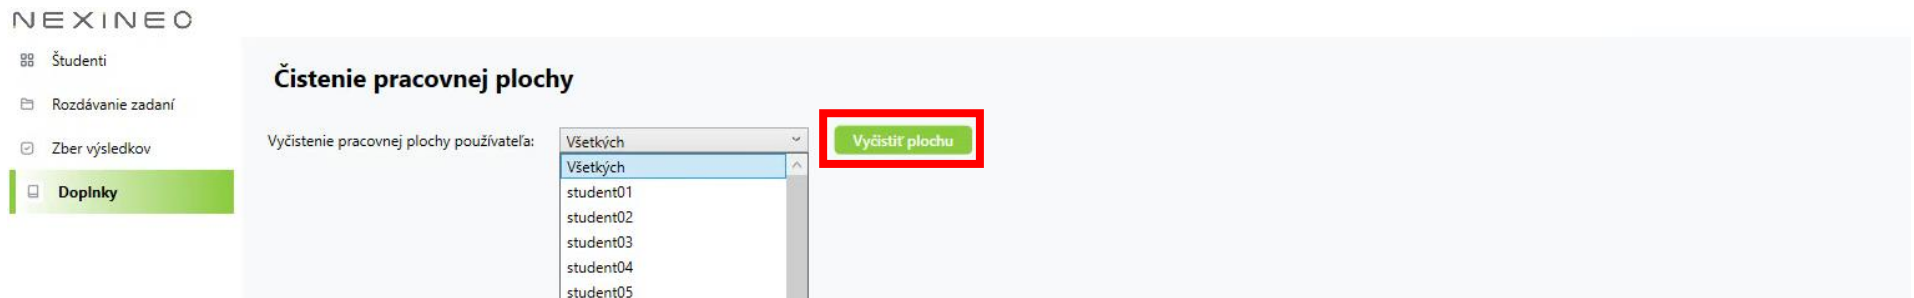 NEXINEO
Študenti
Rozdávanie zadaní
Zber výsledkov
Doplnky
Čistenie pracovnej plochy
Vyčistenie pracovnej plochy používateľa:
Všetkých
Vyčistiť plochu
Všetkých
student01
student02
student03
student04
student05